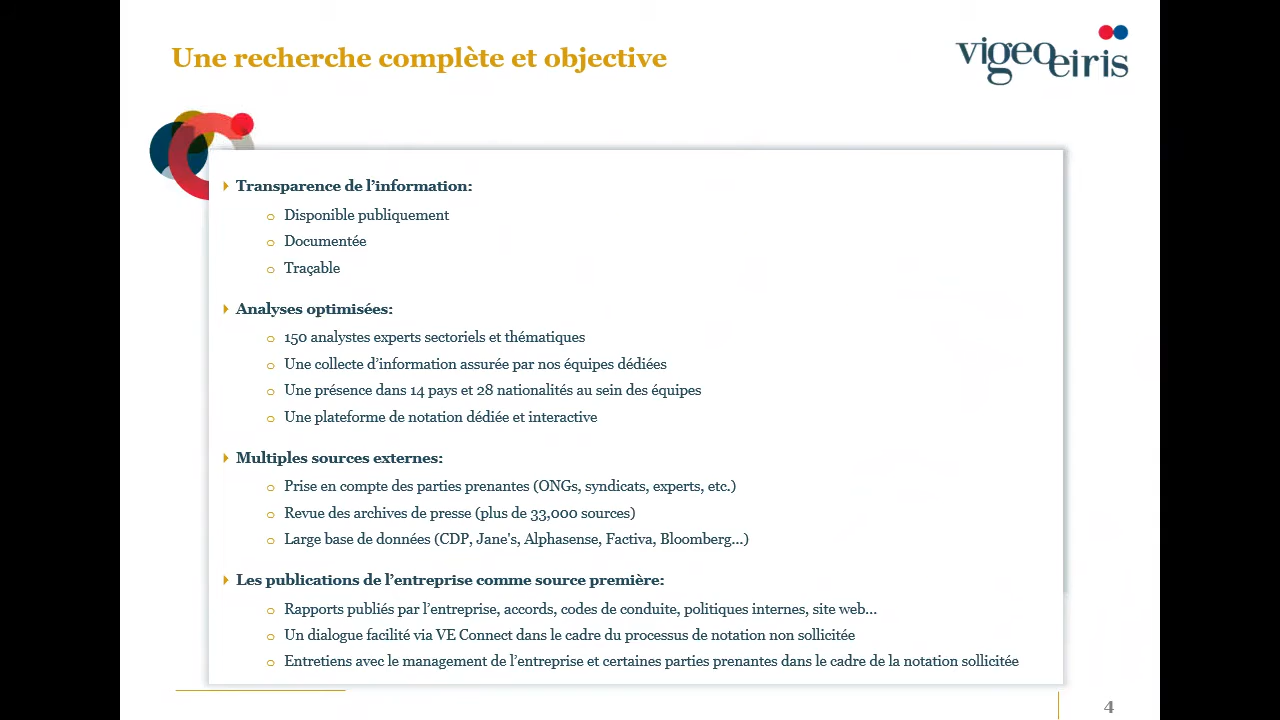 Une recherche complète et objective
vigeoeiris
Transparence de l'information:
o Disponible publiquement
o Documentée
o Traçable
Analyses optimisées:
o 150 analystes experts sectoriels et thématiques
o Une collecte d'information assurée par nos équipes dédiées
o Une présence dans 14 pays et 28 nationalités au sein des équipes
o Une plateforme de notation dédiée et interactive
Multiples sources externes:
o Prise en compte des parties prenantes (ONGs, syndicats, experts, etc.)
o Revue des archives de presse (plus de 33,000 sources)
o Large base de données (CDP, Jane's, Alphasense, Factiva, Bloomberg...)
Les publications de l'entreprise comme source première:
o Rapports publiés par l'entreprise, accords, codes de conduite, politiques internes, site web...
o Un dialogue facilité via VE Connect dans le cadre du processus de notation non sollicitée
o Entretiens avec le management de l'entreprise et certaines parties prenantes dans le cadre de la notation sollicitée
4